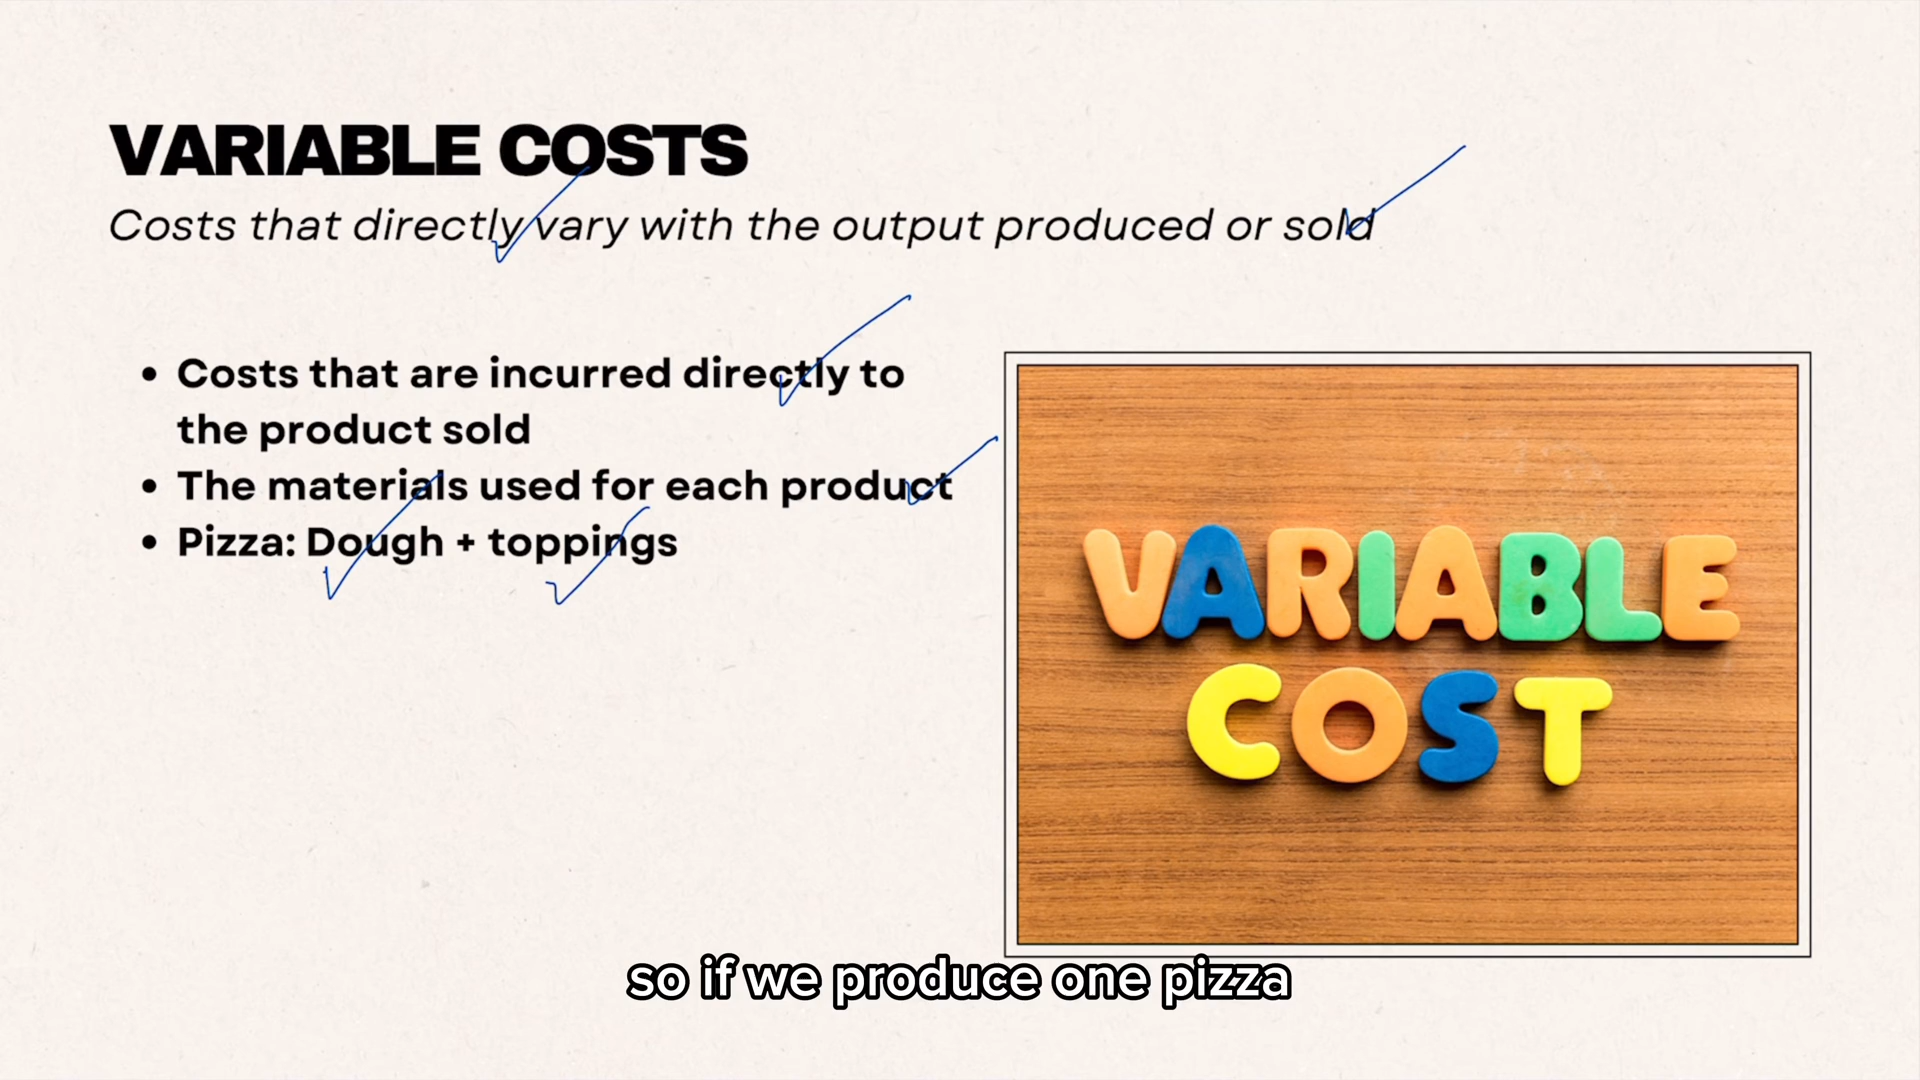 VARIABLE COSTS
Costs that directly vary with the output produced or sold
• Costs that are incurred directly to
the product sold
• The materials used for each product
• Pizza: Dough + toppings
VARIABLE
COST
so if we produce one pizza